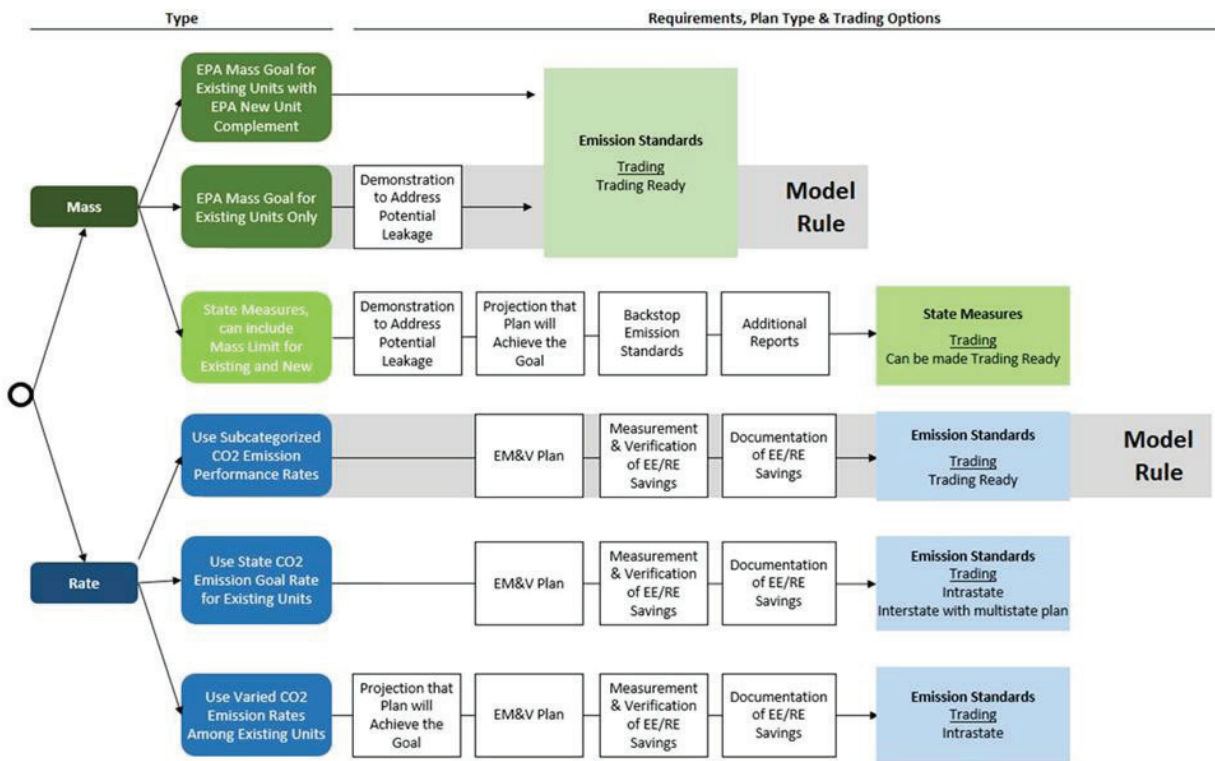 Type
Requirements, Plan Type & Trading Options
EPA Mass Goal for
Existing Units with
EPA New Unit
Complement
Emission Standards
Trading
Trading Ready
Mass
EPA Mass Goal for
Existing Units Only
Demonstration
to Address
Potential
Leakage
Model
Rule
State Measures,
can include
Mass Limit for
Existing and New
Demonstration
to Address
Potential
Leakage
Projection that
Plan will
Achieve the
Goal
Backstop
Emission
Standards
Additional
Reports
State Measures
Trading
Can be made Trading Ready
Use Subcategorized
CO2 Emission
Performance Rates
EM&V Plan
Measurement
& Verification
of EE/RE
Savings
Documentation
of EE/RE
Savings
Emission Standards
Trading
Trading Ready
Model
Rule
Rate
Use State CO2
Emission Goal Rate
for Existing Units
EM&V Plan
Measurement
& Verification
of EE/RE
Savings
Documentation
of EE/RE
Savings
Emission Standards
Trading
Intrastate
Interstate with multistate plan
Use Varied CO2
Emission Rates
Among Existing Units
Projection that
Plan will
Achieve the
Goal
EM&V Plan
Measurement
& Verification
of EE/RE
Savings
Documentation
of EE/RE
Savings
Emission Standards
Trading
Intrastate